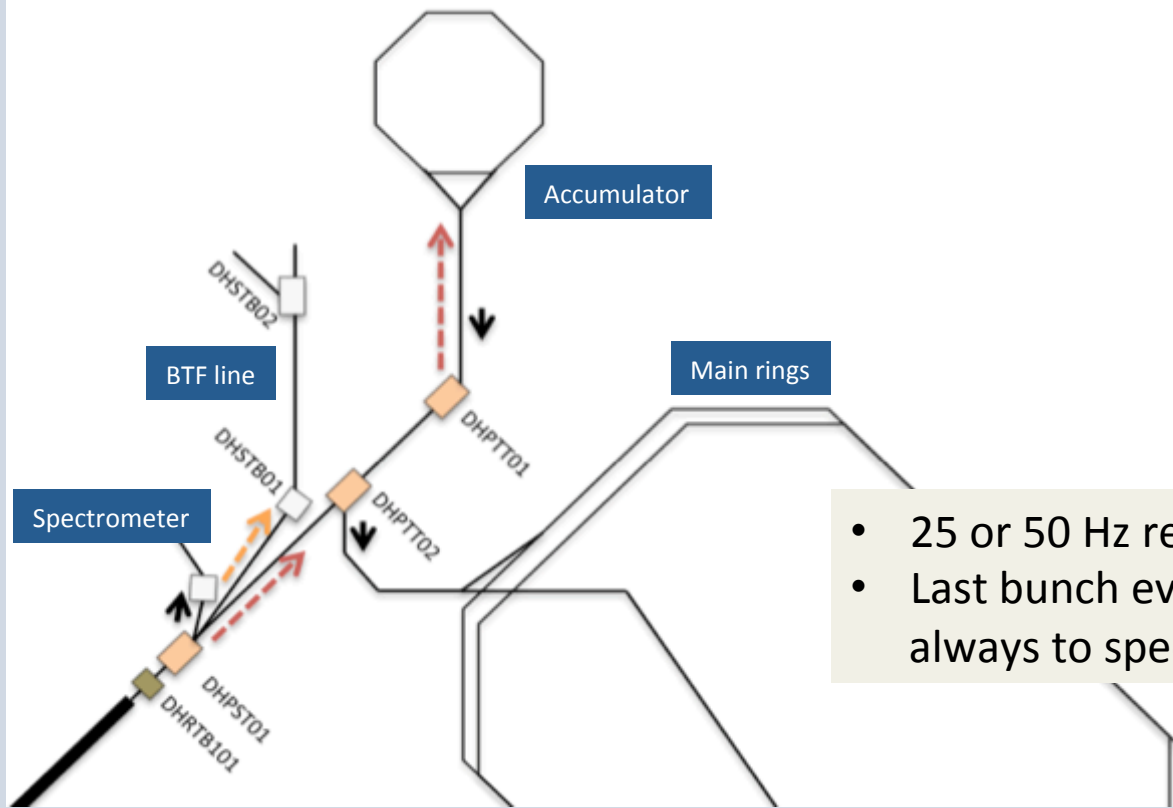 Accumulator
DHSTB02
BTF line
Main rings
DHPTT01
DHSTB01
Spectrometer
DHPTT02
• 25 or 50 Hz re
• Last bunch ev
always to spe
DHPST01
DHRTB101